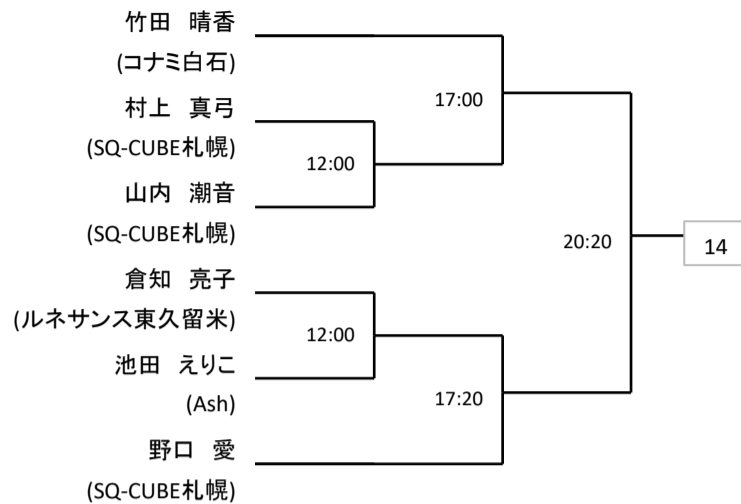 竹田　晴香
(コナミ白石)
17:00
村上　真弓
(SQ-CUBE札幌)
12:00
山内　潮音
(SQ-CUBE札幌)
20:20
14
倉知　亮子
(ルネサンス東久留米)
12:00
池田　えりこ
(Ash)
17:20
野口　愛
(SQ-CUBE札幌)